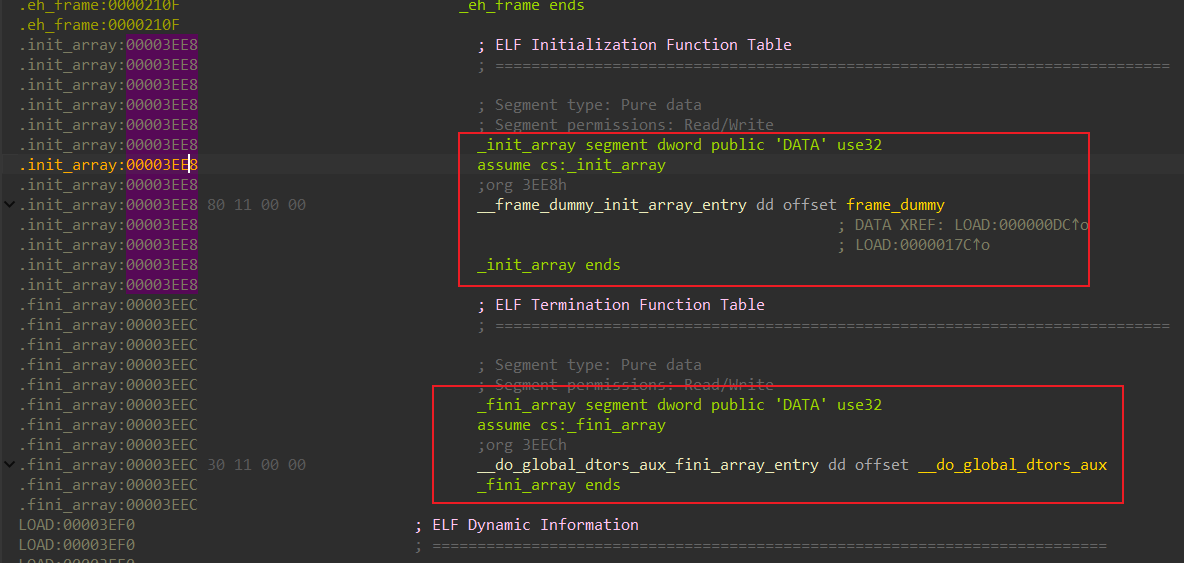 .eh_frame:0000210F _eh_frame ends
.eh_frame:0000210F
.init_array:00003EE8 ; ELF Initialization Function Table
.init_array:00003EE8 ; ===========================================================================
.init_array:00003EE8
.init_array:00003EE8 ; Segment type: Pure data
.init_array:00003EE8 ; Segment permissions: Read/Write
.init_array:00003EE8 _init_array segment dword public 'DATA' use32
.init_array:00003EE8 assume cs:_init_array
.init_array:00003EE8 ;org 3EE8h
.init_array:00003EE8 80 11 00 00 __frame_dummy_init_array_entry dd offset frame_dummy
.init_array:00003EE8 ; DATA XREF: LOAD:000000DC↑o
.init_array:00003EE8 ; LOAD:0000017C↑o
.init_array:00003EE8 _init_array ends
.init_array:00003EE8
.fini_array:00003EEC ; ELF Termination Function Table
.fini_array:00003EEC ; ===========================================================================
.fini_array:00003EEC
.fini_array:00003EEC ; Segment type: Pure data
.fini_array:00003EEC ; Segment permissions: Read/Write
.fini_array:00003EEC _fini_array segment dword public 'DATA' use32
.fini_array:00003EEC assume cs:_fini_array
.fini_array:00003EEC ;org 3EECh
.fini_array:00003EEC 30 11 00 00 __do_global_dtors_aux_fini_array_entry dd offset __do_global_dtors_aux
.fini_array:00003EEC _fini_array ends
.fini_array:00003EEC
LOAD:00003EF0 ; ELF Dynamic Information
LOAD:00003EF0 ; ===========================================================================
LOAD:00003EF0